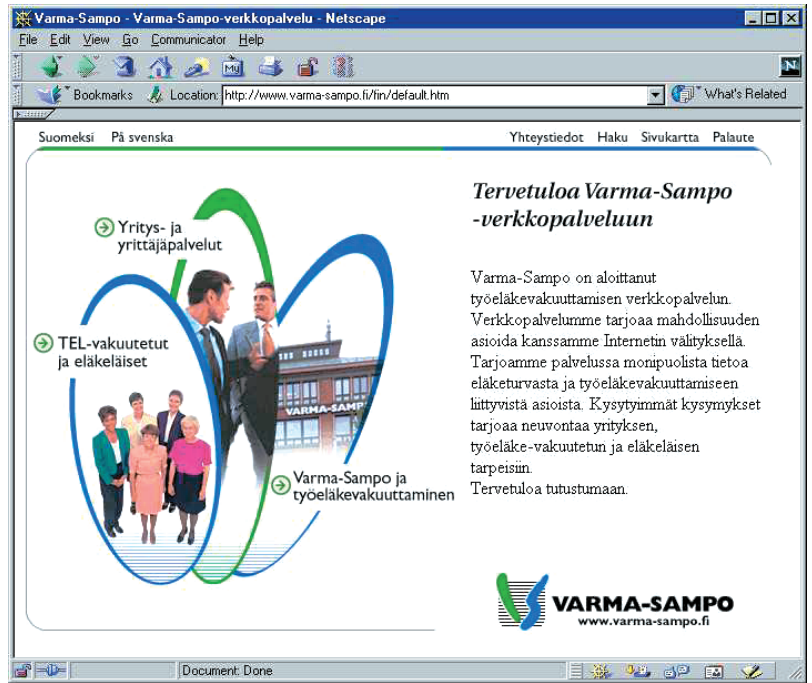 Varma-Sampo - Varma-Sampo-verkkopalvelu - Netscape
File Edit View Go Communicator Help
My
N
Bookmarks Location: http://www.varma-sampo.fi/fin/default.htm What's Related
Suomeksi På svenska Yhteystiedot Haku Sivukartta Palaute
Yritys- ja
yrittäjäpalvelut
TEL-vakuutetut
ja eläkeläiset
VARMA-SAMPO
Varma-Sampo ja
työeläkevakuuttaminen
Tervetuloa Varma-Sampo
-verkkopalveluun
Varma-Sampo on aloittanut
työeläkevakuuttamisen verkkopalvelun.
Verkkopalvelumme tarjoaa mahdollisuuden
asioida kanssamme Internetin välityksellä.
Tarjoamme palvelussa monipuolista tietoa
eläketurvasta ja työeläkevakuuttamiseen
liittyvistä asioista. Kysytyimmät kysymykset
tarjoaa neuvontaa yrityksen,
työeläke-vakuutetun ja eläkeläisen
tarpeisiin.
Tervetuloa tutustumaan.
VARMA-SAMPO
www.varma-sampo.fi
Document: Done